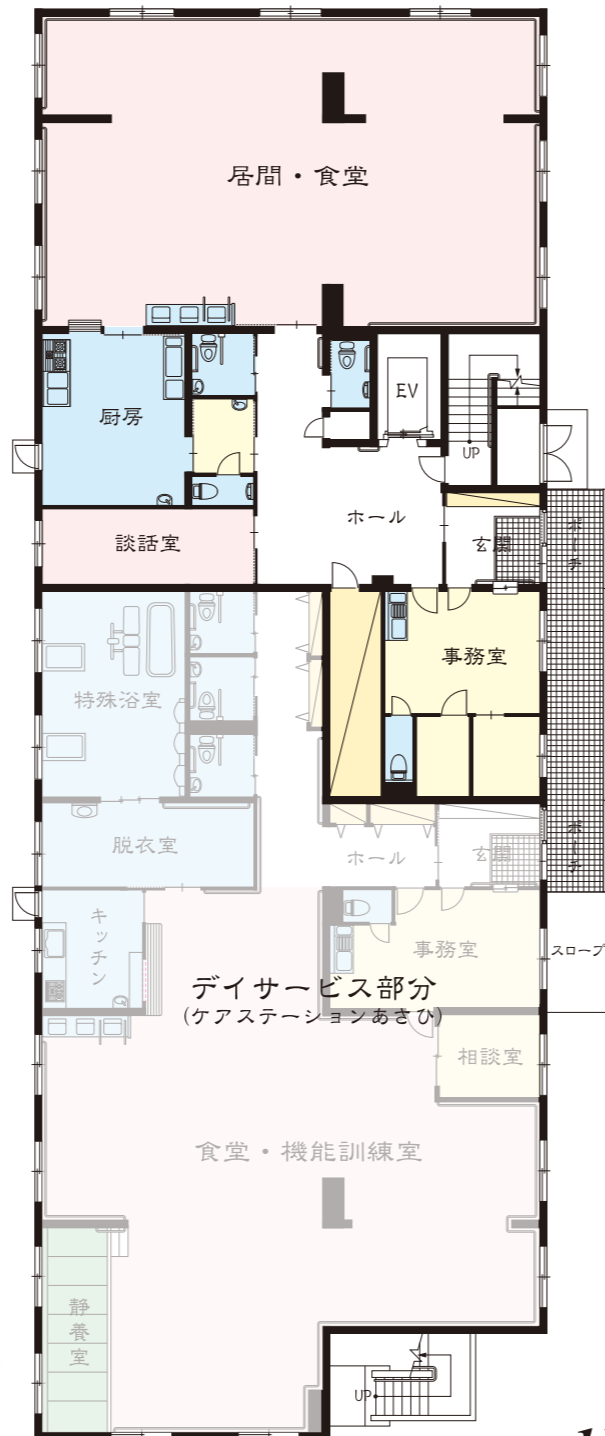 居間・食堂
厨房
EV
UP
ホール
玄関
ポーチ
談話室
事務室
特殊浴室
脱衣室
ホール
玄関
ポーチ
キッチン
事務室
スロープ
デイサービス部分
(ケアステーションあさひ)
相談室
食堂・機能訓練室
静養室
UP